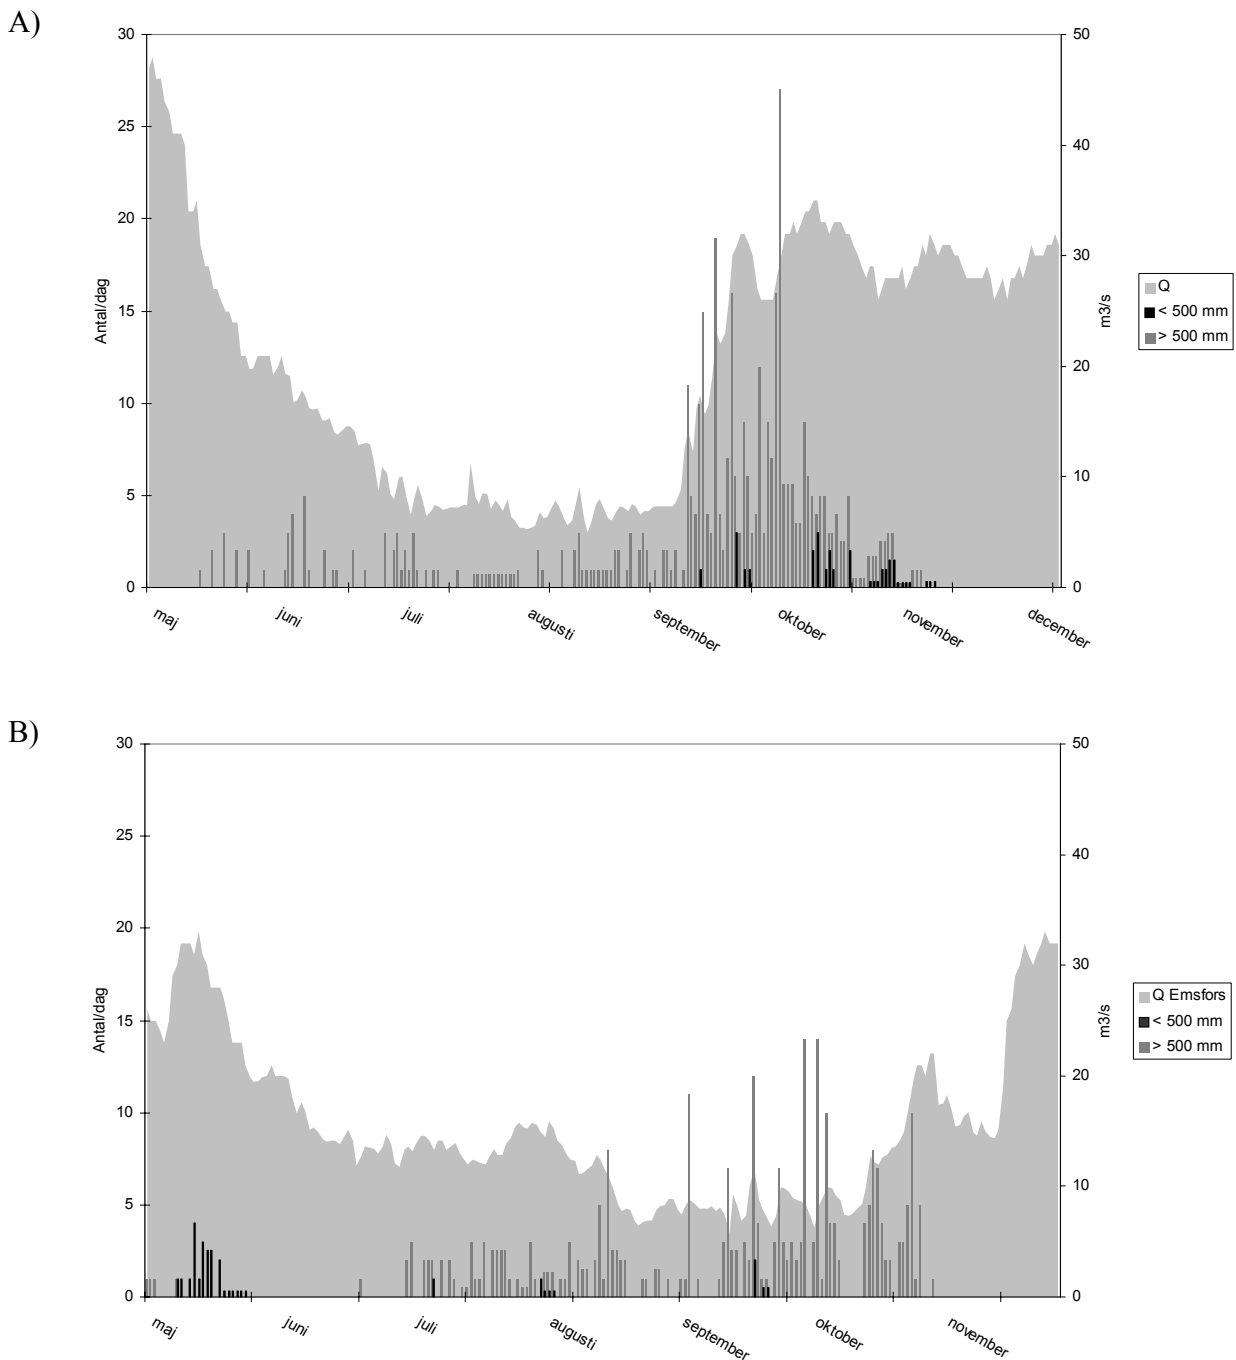 A)
30
25
20
15
10
5
0
Antal/dag
50
40
30
20
10
0
m3/s
maj
juni
juli
augusti
september
oktober
november
december
Q
< 500 mm
> 500 mm
B)
30
25
20
15
10
5
0
Antal/dag
50
40
30
20
10
0
m3/s
maj
juni
juli
augusti
september
oktober
november
Q Emsfors
< 500 mm
> 500 mm